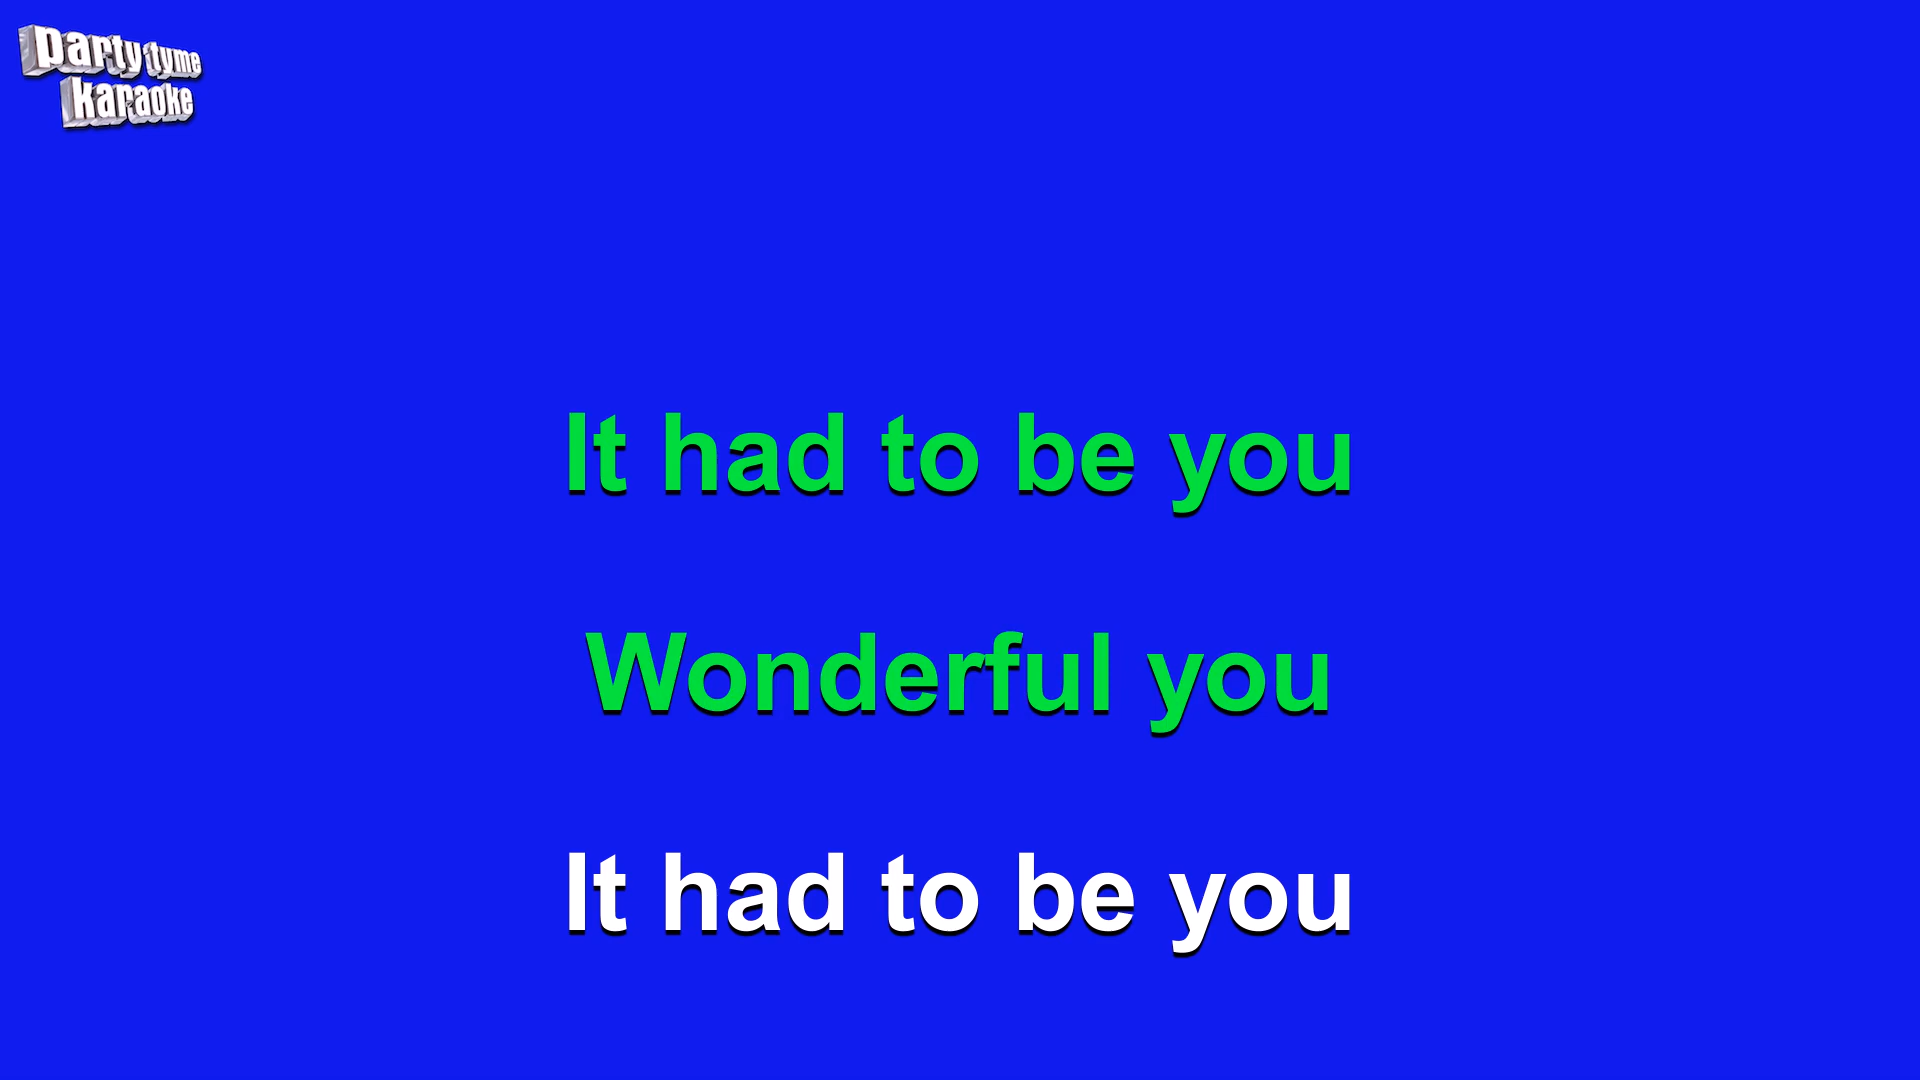 party tyme
karaoke
It had to be you
Wonderful you
It had to be you